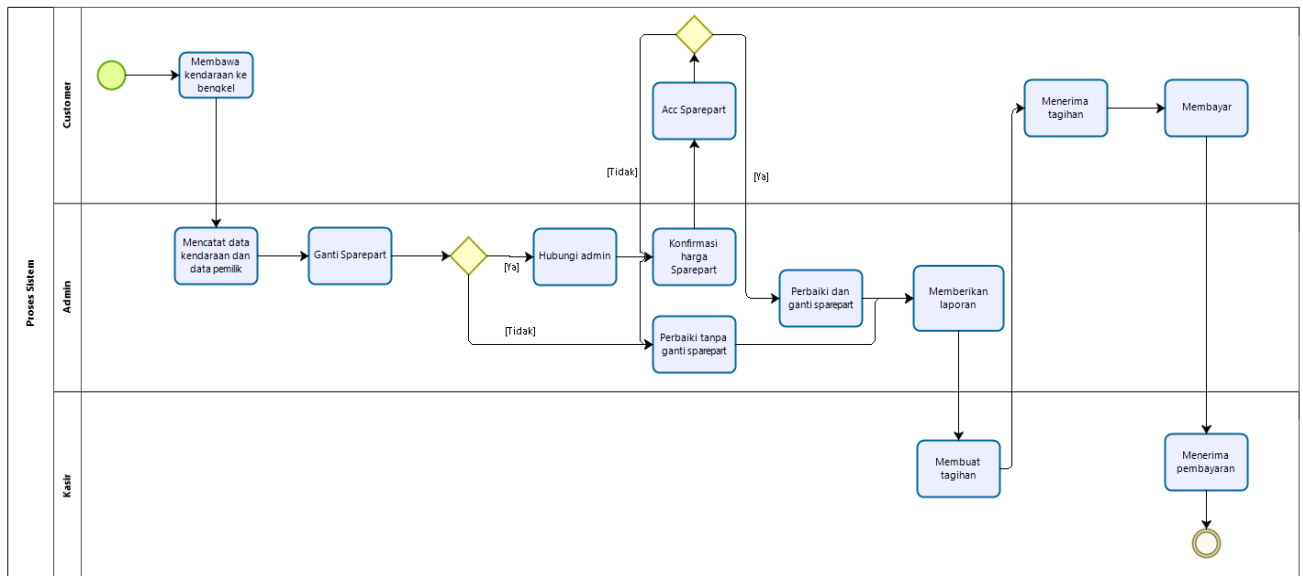 Proses Sistem
Customer
Membawa
kendaraan ke
bengkel
Acc Sparepart
[Tidak]
[Ya]
Menerima
tagihan
Membayar
Admin
Mencatat data
kendaraan dan
data pemilik
Ganti Sparepart
[Ya]
[Tidak]
Hubungi admin
Konfirmasi
harga
Sparepart
Perbaiki tanpa
ganti sparepart
Perbaiki dan
ganti sparepart
Memberikan
laporan
Kasir
Membuat
tagihan
Menerima
pembayaran